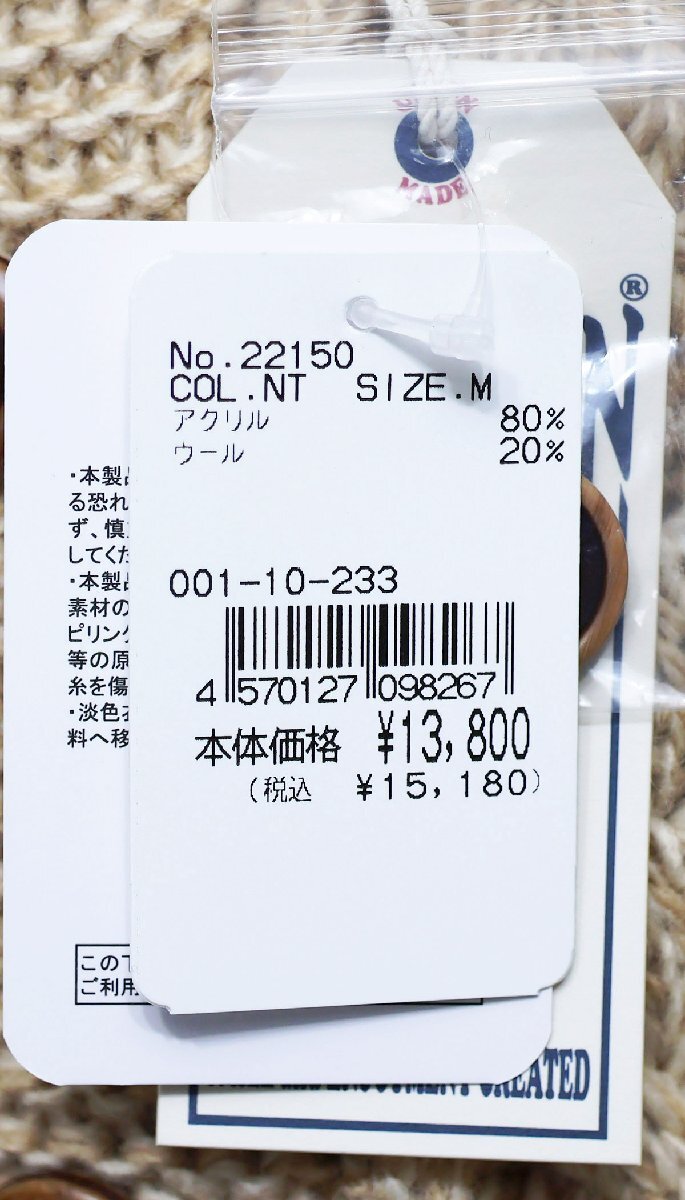 MADE
®
No.22150
COL.NT SIZE.M
アクリル 80%
ウール 20%
001-10-233
4 570127 098267
本体価格 ¥13,800
(税込 ¥15,180)
・本製品
る恐れ
ず、慎
してくだ
・本製品
素材の
ピリング
等の原
糸を傷
・淡色衣
料へ移
この下
ご利用
CREATED